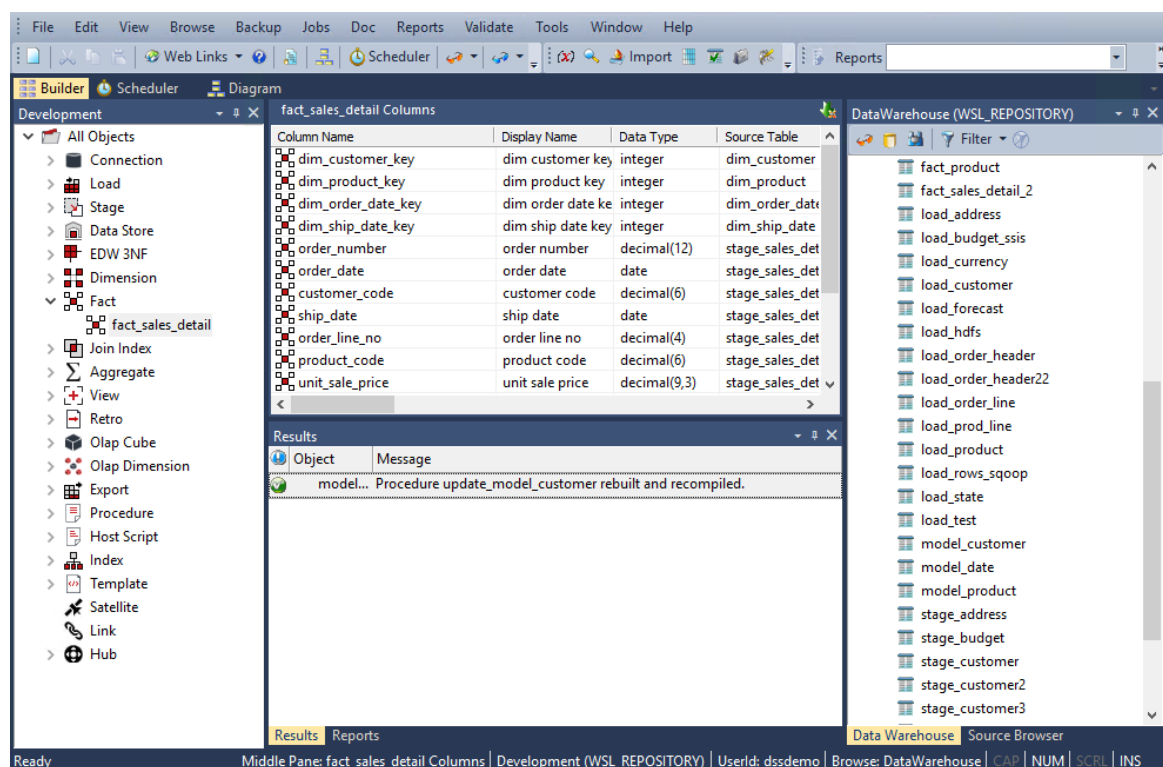 File Edit View Browse Backup Jobs Doc Reports Validate Tools Window Help
Web Links Scheduler (x) Import Reports
Builder Scheduler Diagram
Development
All Objects
Connection
Load
Stage
Data Store
EDW 3NF
Dimension
Fact
fact_sales_detail
Join Index
Aggregate
View
Retro
Olap Cube
Olap Dimension
Export
Procedure
Host Script
Index
Template
Satellite
Link
Hub
fact_sales_detail Columns
Column Name Display Name Data Type Source Table
dim_customer_key dim customer key integer dim_customer
dim_product_key dim product key integer dim_product
dim_order_date_key dim order date ke integer dim_order_date
dim_ship_date_key dim ship date key integer dim_ship_date
order_number order number decimal(12) stage_sales_det
order_date order date date stage_sales_det
customer_code customer code decimal(6) stage_sales_det
ship_date ship date date stage_sales_det
order_line_no order line no decimal(4) stage_sales_det
product_code product code decimal(6) stage_sales_det
unit_sale_price unit sale price decimal(9,3) stage_sales_det
Results
Object Message
model... Procedure update_model_customer rebuilt and recompiled.
Results Reports
DataWarehouse (WSL_REPOSITORY)
Filter
fact_product
fact_sales_detail_2
load_address
load_budget_ssis
load_currency
load_customer
load_forecast
load_hdfs
load_order_header
load_order_header22
load_order_line
load_prod_line
load_product
load_rows_sqoop
load_state
load_test
model_customer
model_date
model_product
stage_address
stage_budget
stage_customer
stage_customer2
stage_customer3
Data Warehouse Source Browser
Ready Middle Pane: fact_sales_detail Columns Development (WSL_REPOSITORY) UserId: dssdemo Browse: DataWarehouse CAP NUM SCRL INS